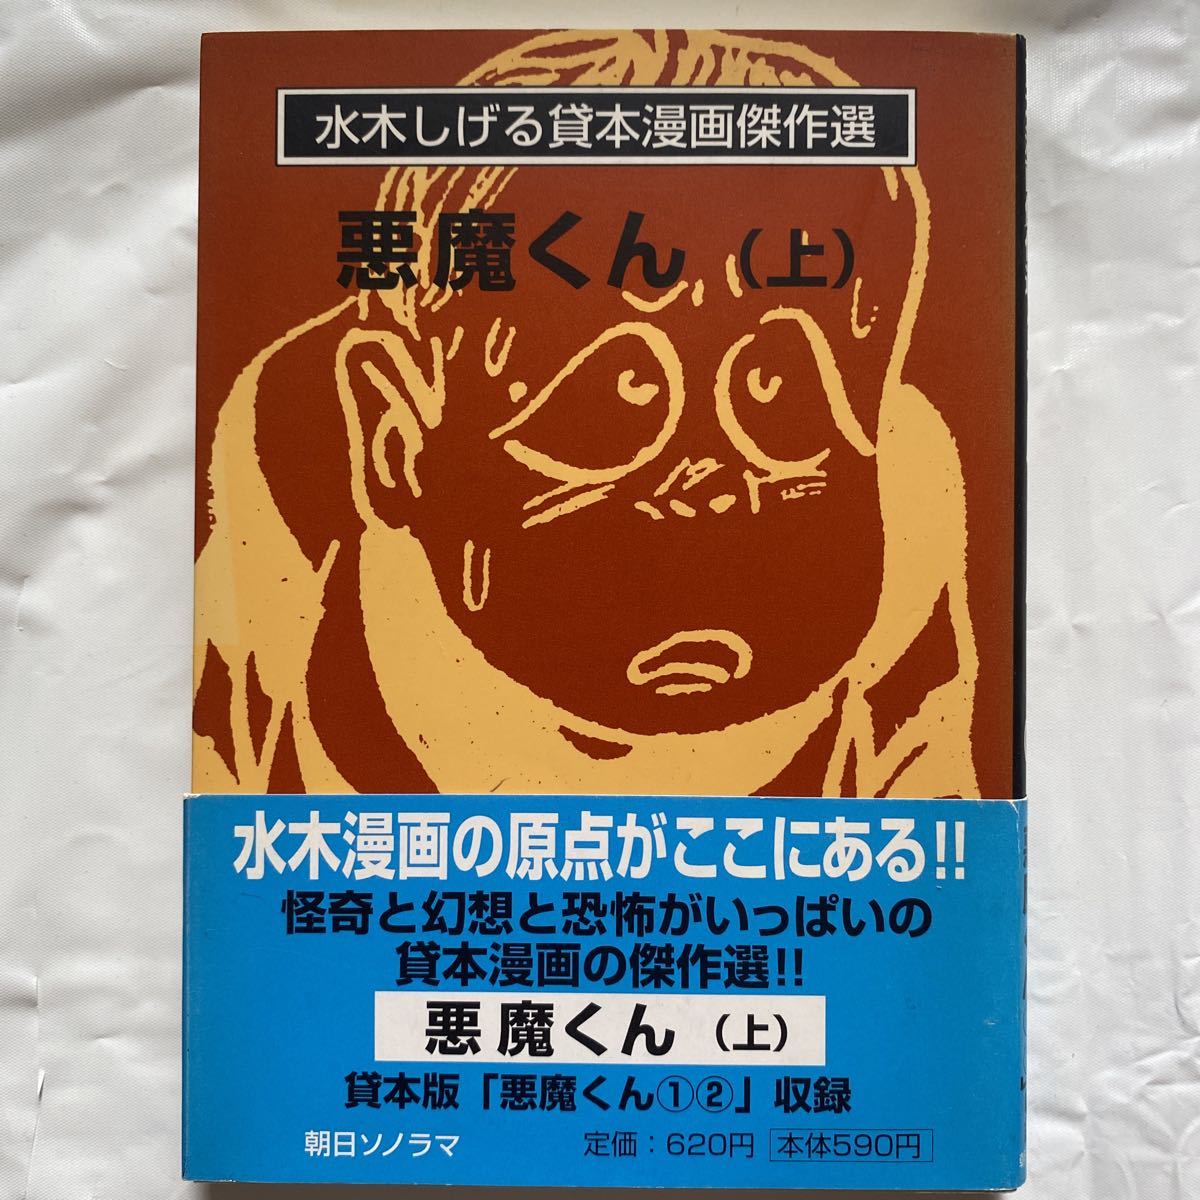 水木しげる貸本漫画傑作選
悪魔くん（上）
水木漫画の原点がここにある!!
怪奇と幻想と恐怖がいっぱいの
貸本漫画の傑作選!!
悪魔くん（上）
貸本版「悪魔くん①②」収録
朝日ソノラマ 定価：620円 本体590円